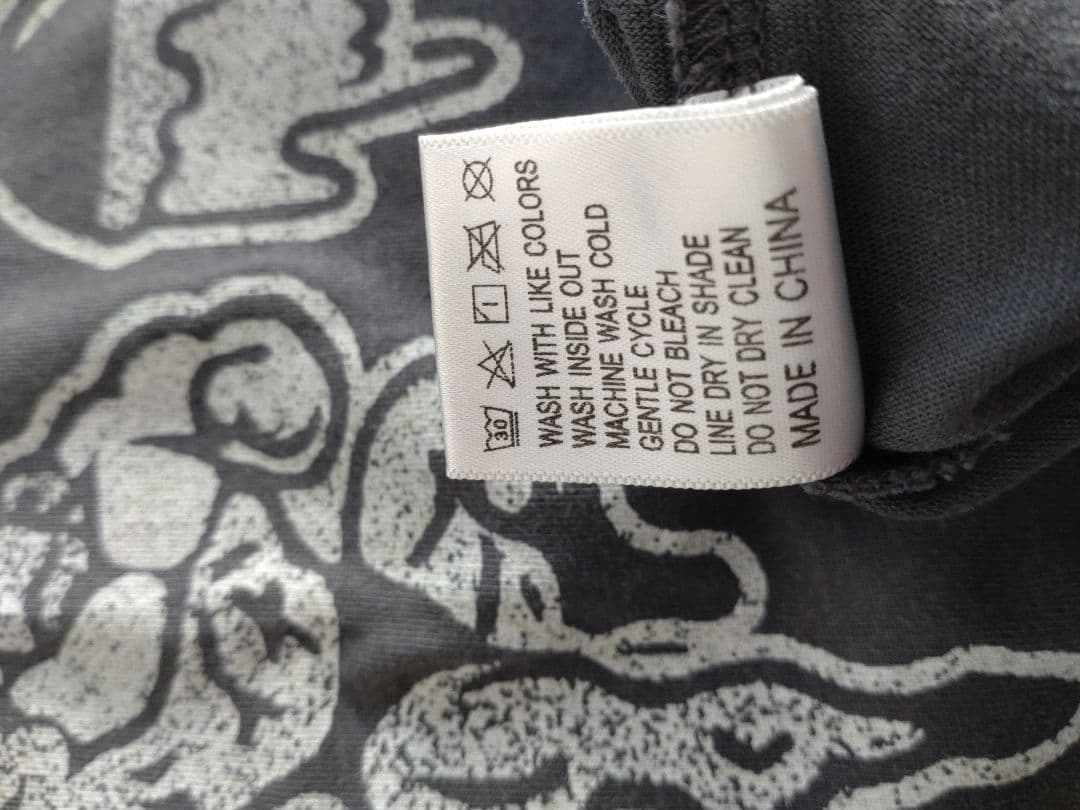 30
WASH WITH LIKE COLORS
WASH INSIDE OUT
MACHINE WASH COLD
GENTLE CYCLE
DO NOT BLEACH
LINE DRY IN SHADE
DO NOT DRY CLEAN
MADE IN CHINA